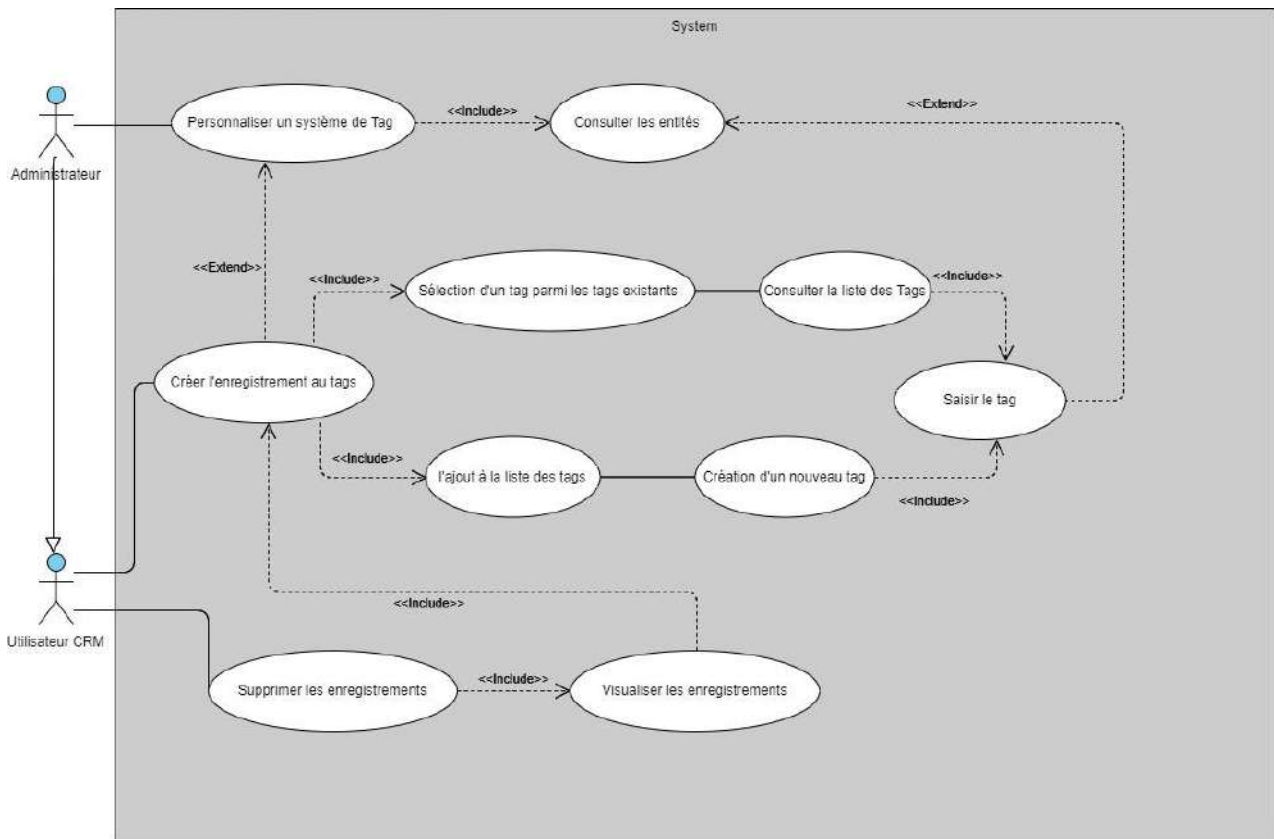 System
Personnaliser un système de Tag
<<Include>>
Consulter les entités
<<Extend>>
Administrateur
<<Extend>>
<<Include>>
Sélection d'un tag parmi les tags existants
Consulter la liste des Tags
<<Include>>
Créer l'enregistrement au tags
Saisir le tag
<<Include>>
l'ajout à la liste des tags
Création d'un nouveau tag
<<Include>>
<<Include>>
Utilisateur CRM
Supprimer les enregistrements
<<Include>>
Visualiser les enregistrements